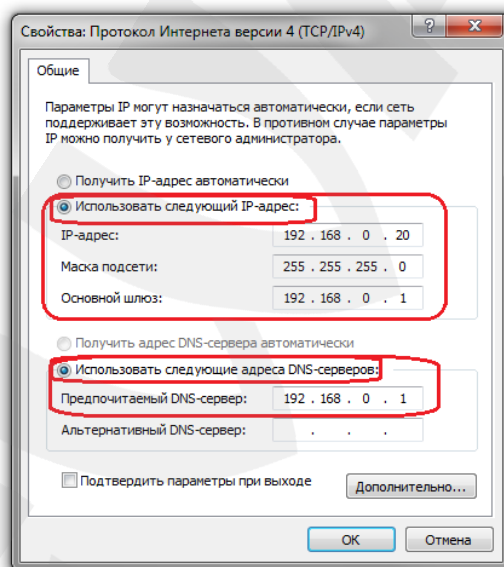 Свойства: Протокол Интернета версии 4 (TCP/IPv4)
Общие
Параметры IP могут назначаться автоматически, если сеть
поддерживает эту возможность. В противном случае параметры
IP можно получить у сетевого администратора.
Получить IP-адрес автоматически
Использовать следующий IP-адрес:
IP-адрес: 192 . 168 . 0 . 20
Маска подсети: 255 . 255 . 255 . 0
Основной шлюз: 192 . 168 . 0 . 1
Получить адрес DNS-сервера автоматически
Использовать следующие адреса DNS-серверов:
Предпочитаемый DNS-сервер: 192 . 168 . 0 . 1
Альтернативный DNS-сервер: . . .
Подтвердить параметры при выходе
Дополнительно...
OK Отмена